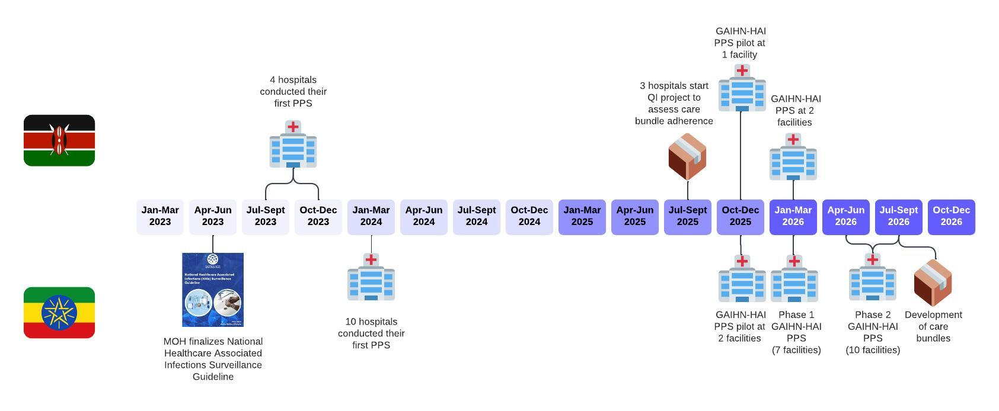 GAIHN-HAI
PPS pilot at
1 facility
4 hospitals
conducted their
first PPS
3 hospitals start
QI project to
assess care
bundle adherence
GAIHN-HAI
PPS at 2
facilities
Jan-Mar
2023
Apr-Jun
2023
Jul-Sept
2023
Oct-Dec
2023
Jan-Mar
2024
Apr-Jun
2024
Jul-Sept
2024
Oct-Dec
2024
Jan-Mar
2025
Apr-Jun
2025
Jul-Sept
2025
Oct-Dec
2025
Jan-Mar
2026
Apr-Jun
2026
Jul-Sept
2026
Oct-Dec
2026
National Healthcare Associated
Infections (HAIs) Surveillance
Guideline
MOH finalizes National
Healthcare Associated
Infections Surveillance
Guideline
10 hospitals
conducted their
first PPS
GAIHN-HAI
PPS pilot at
2 facilities
Phase 1
GAIHN-HAI
PPS
(7 facilities)
Phase 2
GAIHN-HAI
PPS
(10 facilities)
Development
of care
bundles